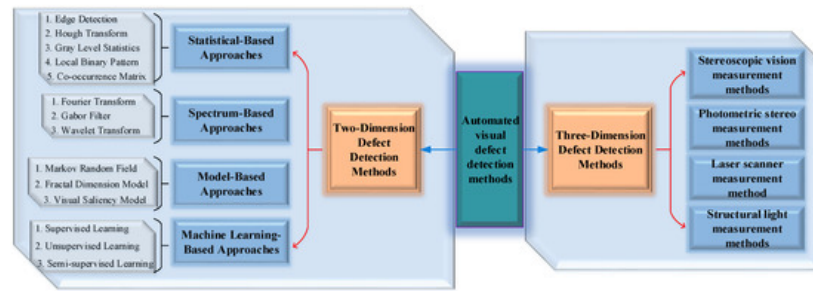 1. Edge Detection
2. Hough Transform
3. Gray Level Statistics
4. Local Binary Pattern
5. Co-occurrence Matrix
Statistical-Based
Approaches
1. Fourier Transform
2. Gabor Filter
3. Wavelet Transform
Spectrum-Based
Approaches
1. Markov Random Field
2. Fractal Dimension Model
3. Visual Saliency Model
Model-Based
Approaches
1. Supervised Learning
2. Unsupervised Learning
3. Semi-supervised Learning
Machine Learning-
Based Approaches
Two-Dimension
Defect
Detection
Methods
Automated
visual
defect
detection
methods
Three-Dimension
Defect Detection
Methods
Stereoscopic vision
measurement
methods
Photometric stereo
measurement
methods
Laser scanner
measurement
method
Structural light
measurement
methods